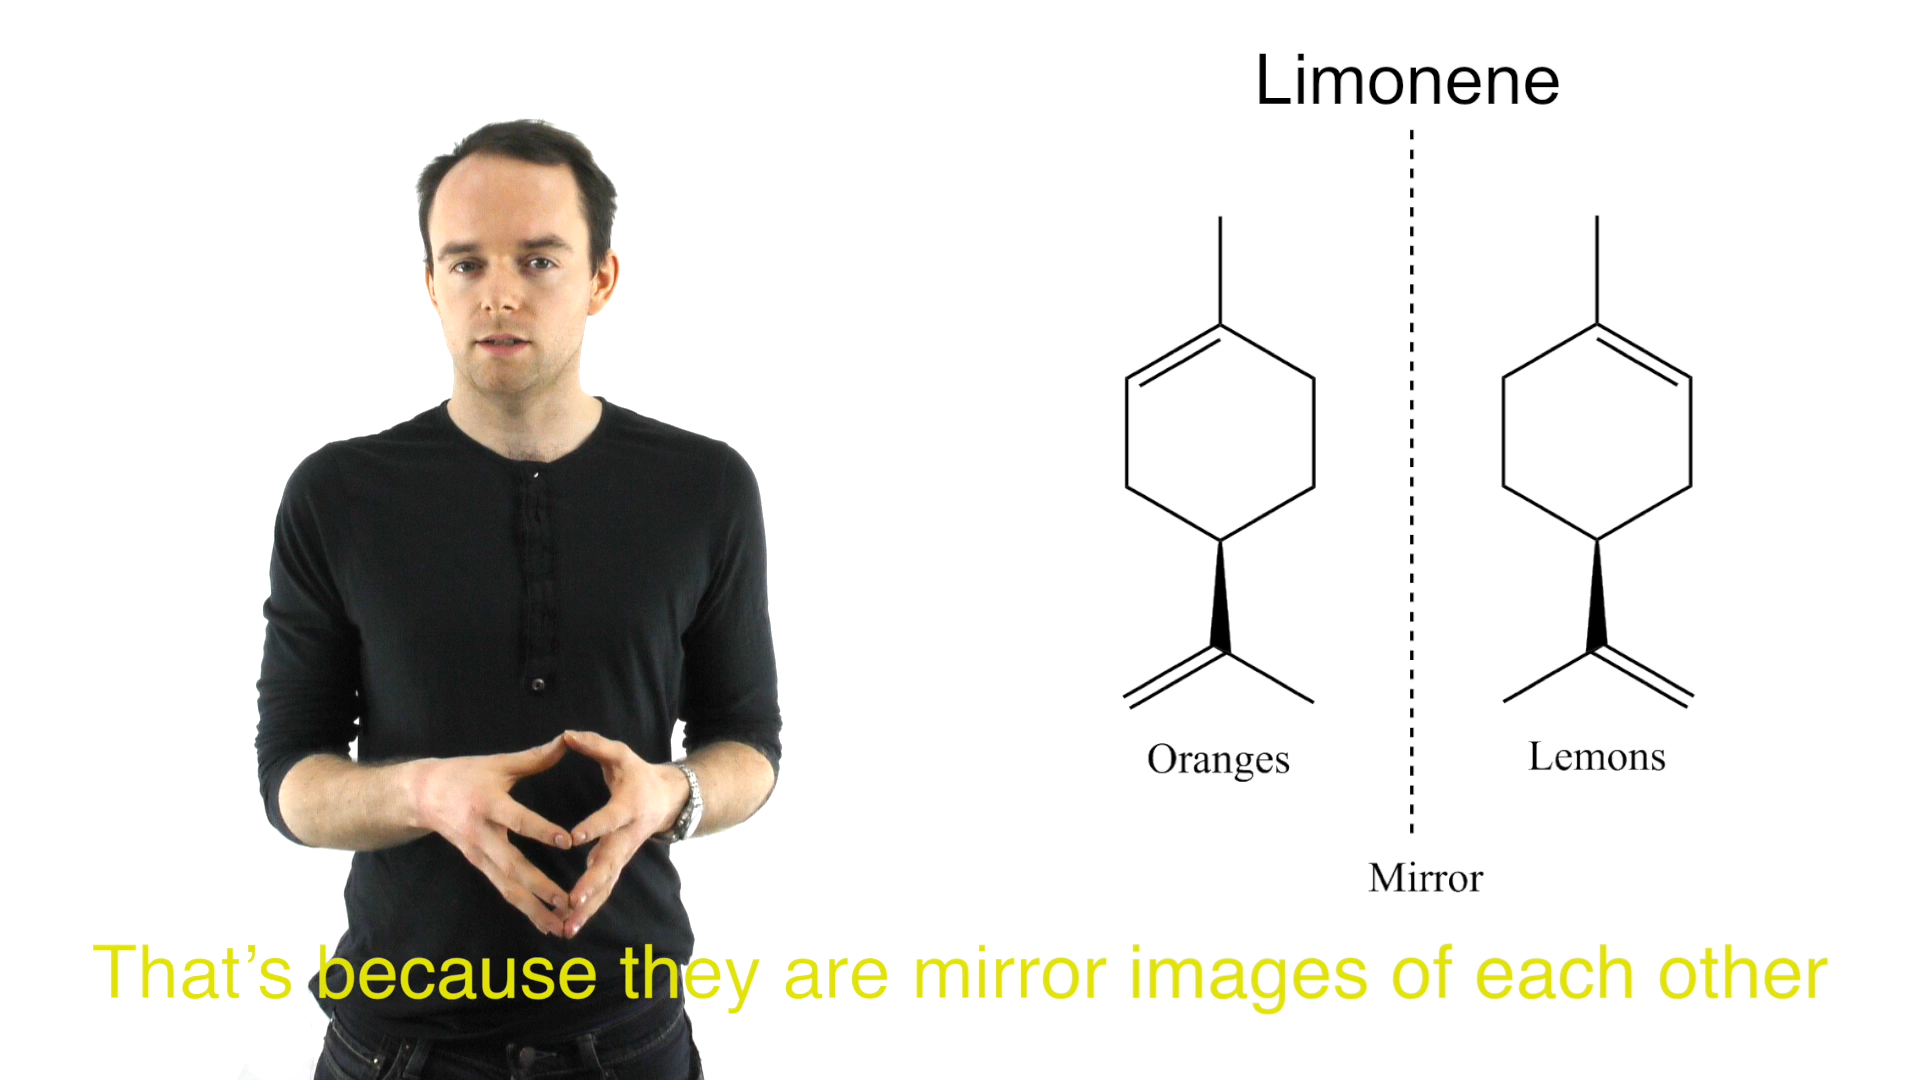 Limonene
Oranges
Lemons
Mirror
That's because they are mirror images of each other